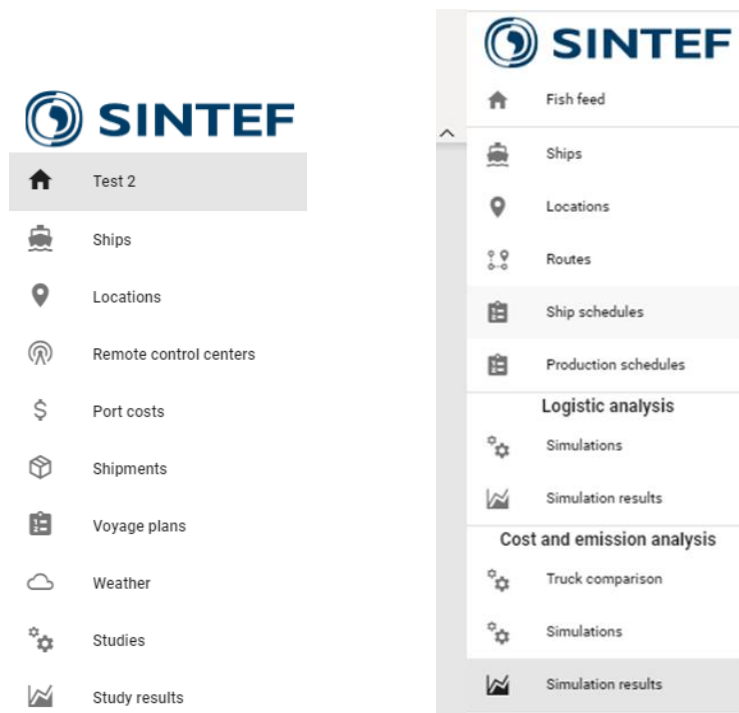 SINTEF
Test 2
Ships
Locations
Remote control centers
Port costs
Shipments
Voyage plans
Weather
Studies
Study results
SINTEF
Fish feed
Ships
Locations
Routes
Ship schedules
Production schedules
Logistic analysis
Simulations
Simulation results
Cost and emission analysis
Truck comparison
Simulations
Simulation results